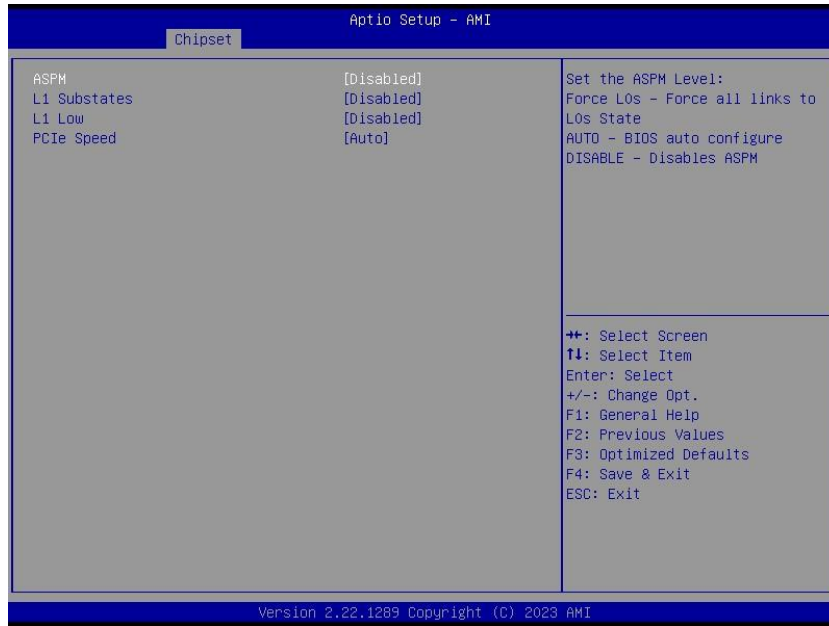 Aptio Setup - AMI
Chipset
ASPM [Disabled]
L1 Substates [Disabled]
L1 Low [Disabled]
PCIe Speed [Auto]
Set the ASPM Level:
Force L0s - Force all links to
L0s State
AUTO - BIOS auto configure
DISABLE - Disables ASPM
→←: Select Screen
↑↓: Select Item
Enter: Select
+/-: Change Opt.
F1: General Help
F2: Previous Values
F3: Optimized Defaults
F4: Save & Exit
ESC: Exit
Version 2.22.1289 Copyright (C) 2023 AMI